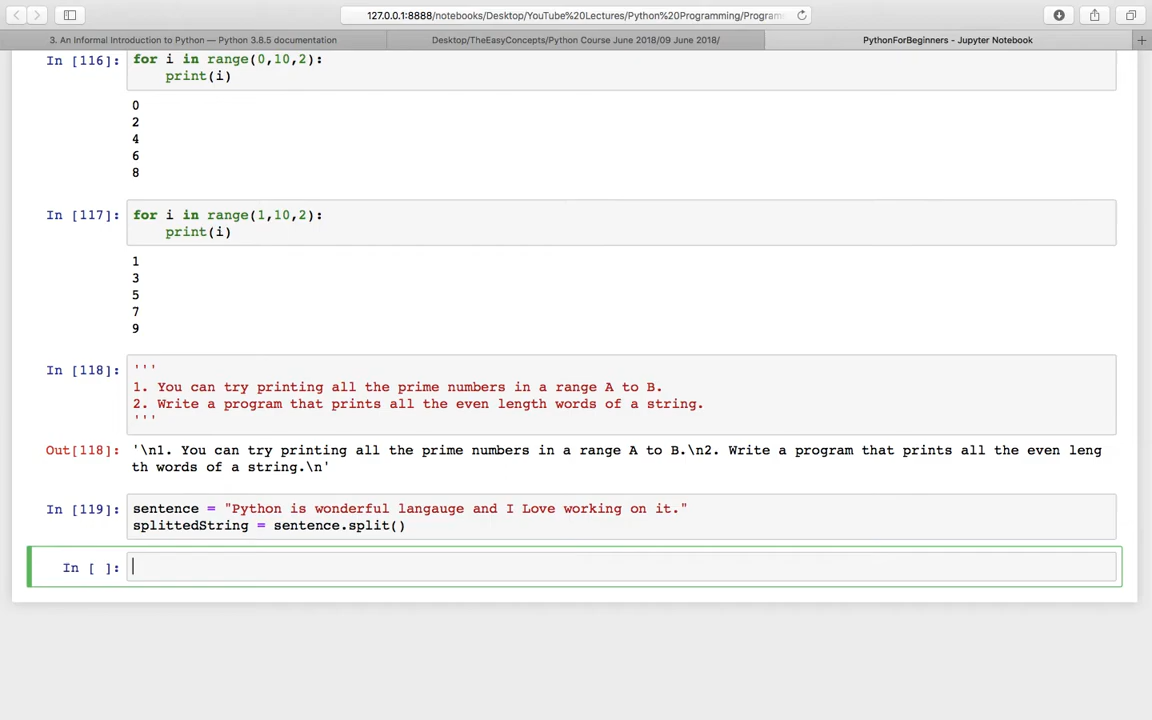 127.0.0.1:8888/notebooks/Desktop/YouTube%20Lectures/Python%20Programming/Program
3. An Informal Introduction to Python — Python 3.8.5 documentation
Desktop/TheEasyConcepts/Python Course June 2018/09 June 2018/
PythonForBeginners - Jupyter Notebook
In [116]: for i in range(0,10,2):
print(i)
0
2
4
6
8
In [117]: for i in range(1,10,2):
print(i)
1
3
5
7
9
In [118]: '''
1. You can try printing all the prime numbers in a range A to B.
2. Write a program that prints all the even length words of a string.
'''
Out[118]: '\n1. You can try printing all the prime numbers in a range A to B.\n2. Write a program that prints all the even leng
th words of a string.\n'
In [119]: sentence = "Python is wonderful langauge and I Love working on it."
splittedString = sentence.split()
In [ ]: